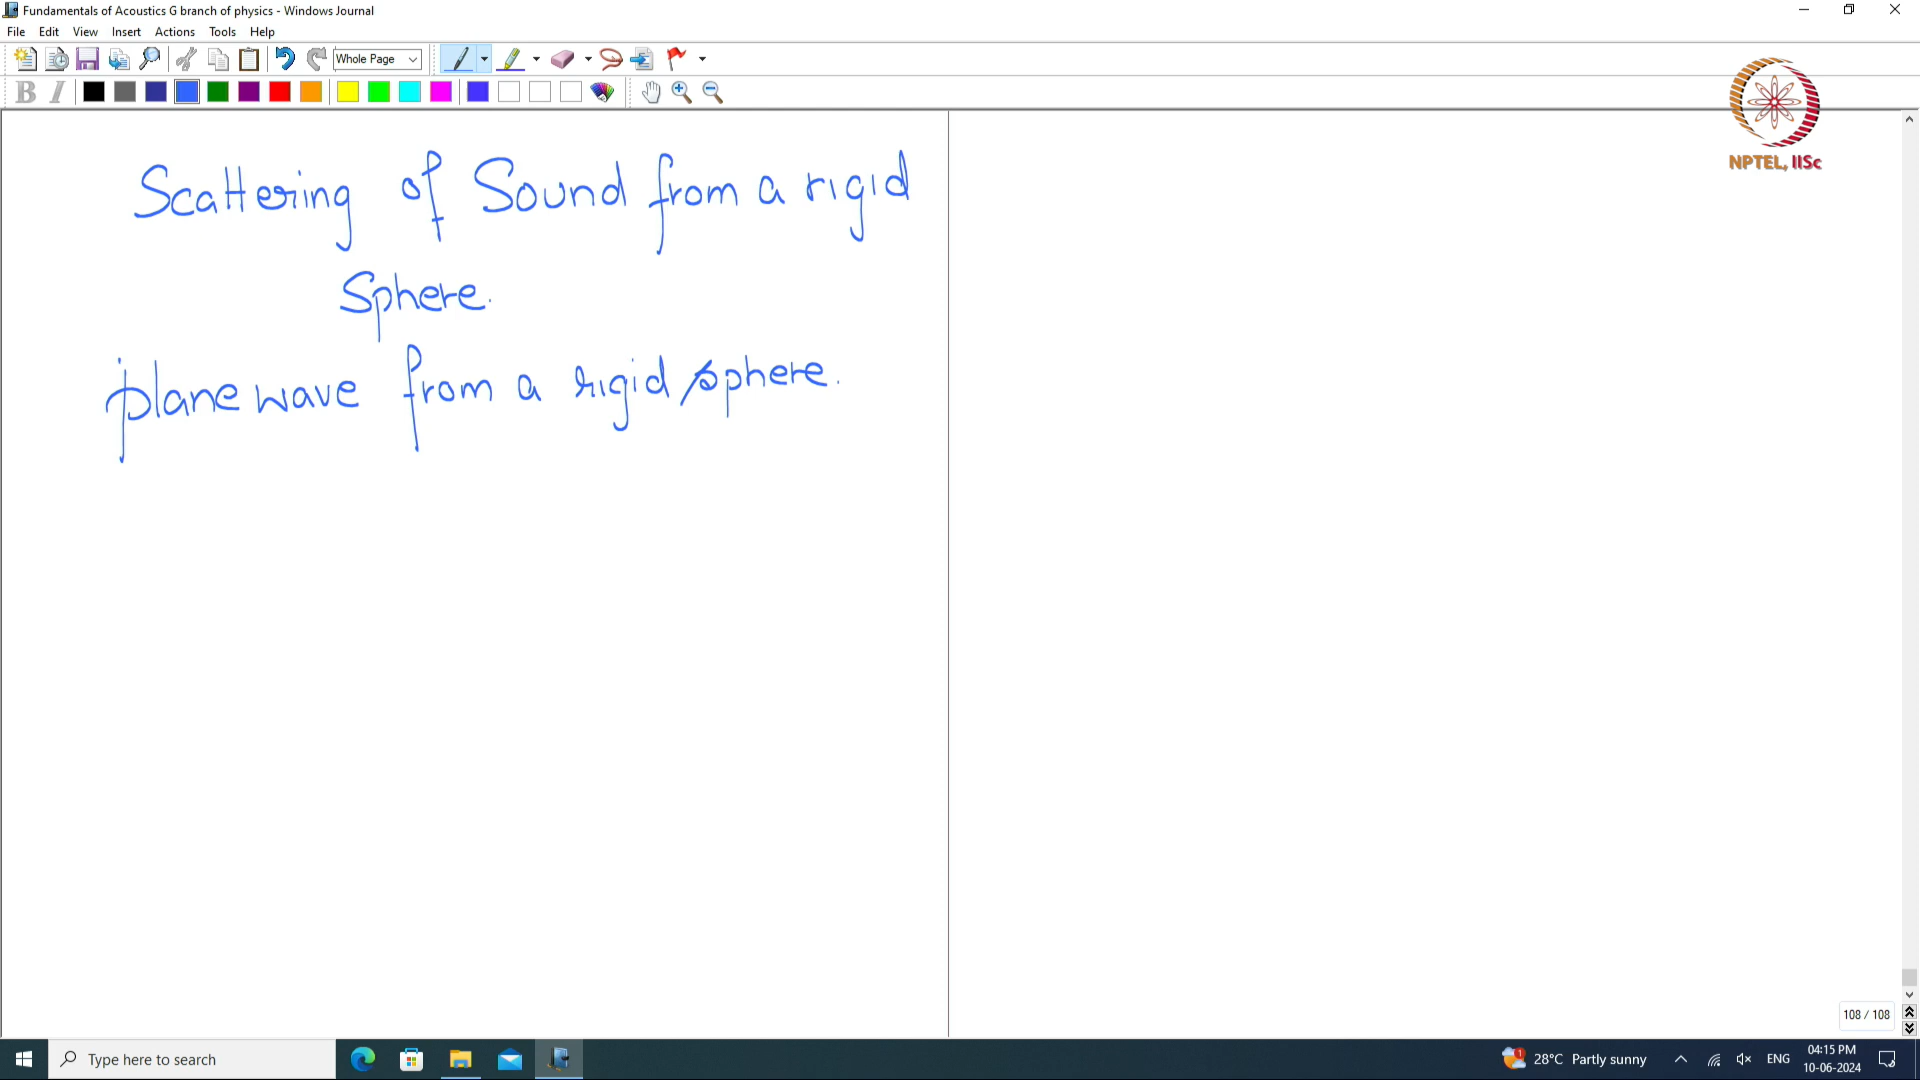 Fundamentals of Acoustics G branch of physics - Windows Journal
File Edit View Insert Actions Tools Help
Whole Page
B I
NPTEL, IISc
Scattering of Sound from a rigid
Sphere.
plane wave from a rigid sphere.
108 / 108
Type here to search
1
28°C Partly sunny
ENG
04:15 PM
10-06-2024